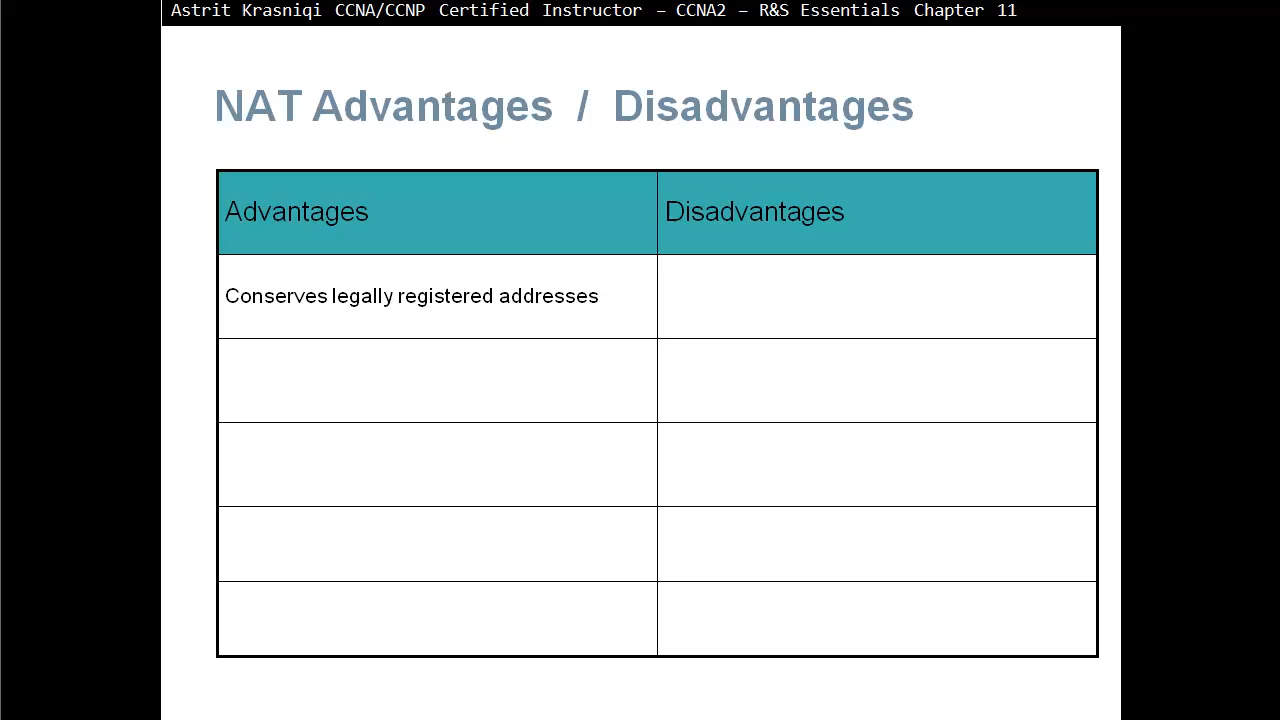 Astrit Krasniqi CCNA/CCNP Certified Instructor – CCNA2 – R&S Essentials Chapter 11
NAT Advantages / Disadvantages
Advantages
Disadvantages
Conserves legally registered addresses